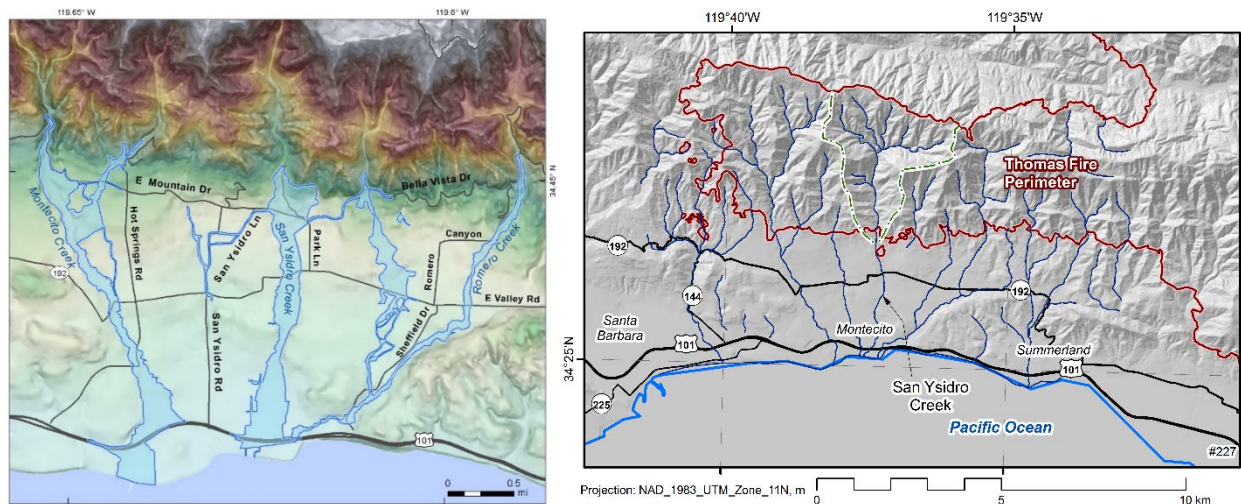 119.65° W
119.6° W
34.45° N
E Mountain Dr
Bella Vista Dr
Montecito Creek
Hot Springs Rd
San Ysidro Ln
San Ysidro Creek
Park Ln
Canyon
Romero
Romero Creek
192
E Valley Rd
San Ysidro Rd
Sheffield Dr
101
0
0.5
mi
119°40'W
119°35'W
Thomas Fire
Perimeter
192
144
192
Santa
Barbara
Montecito
101
Summerland
101
34°25'N
San Ysidro
Creek
225
Pacific Ocean
#227
Projection: NAD_1983_UTM_Zone_11N, m
0
5
10 km